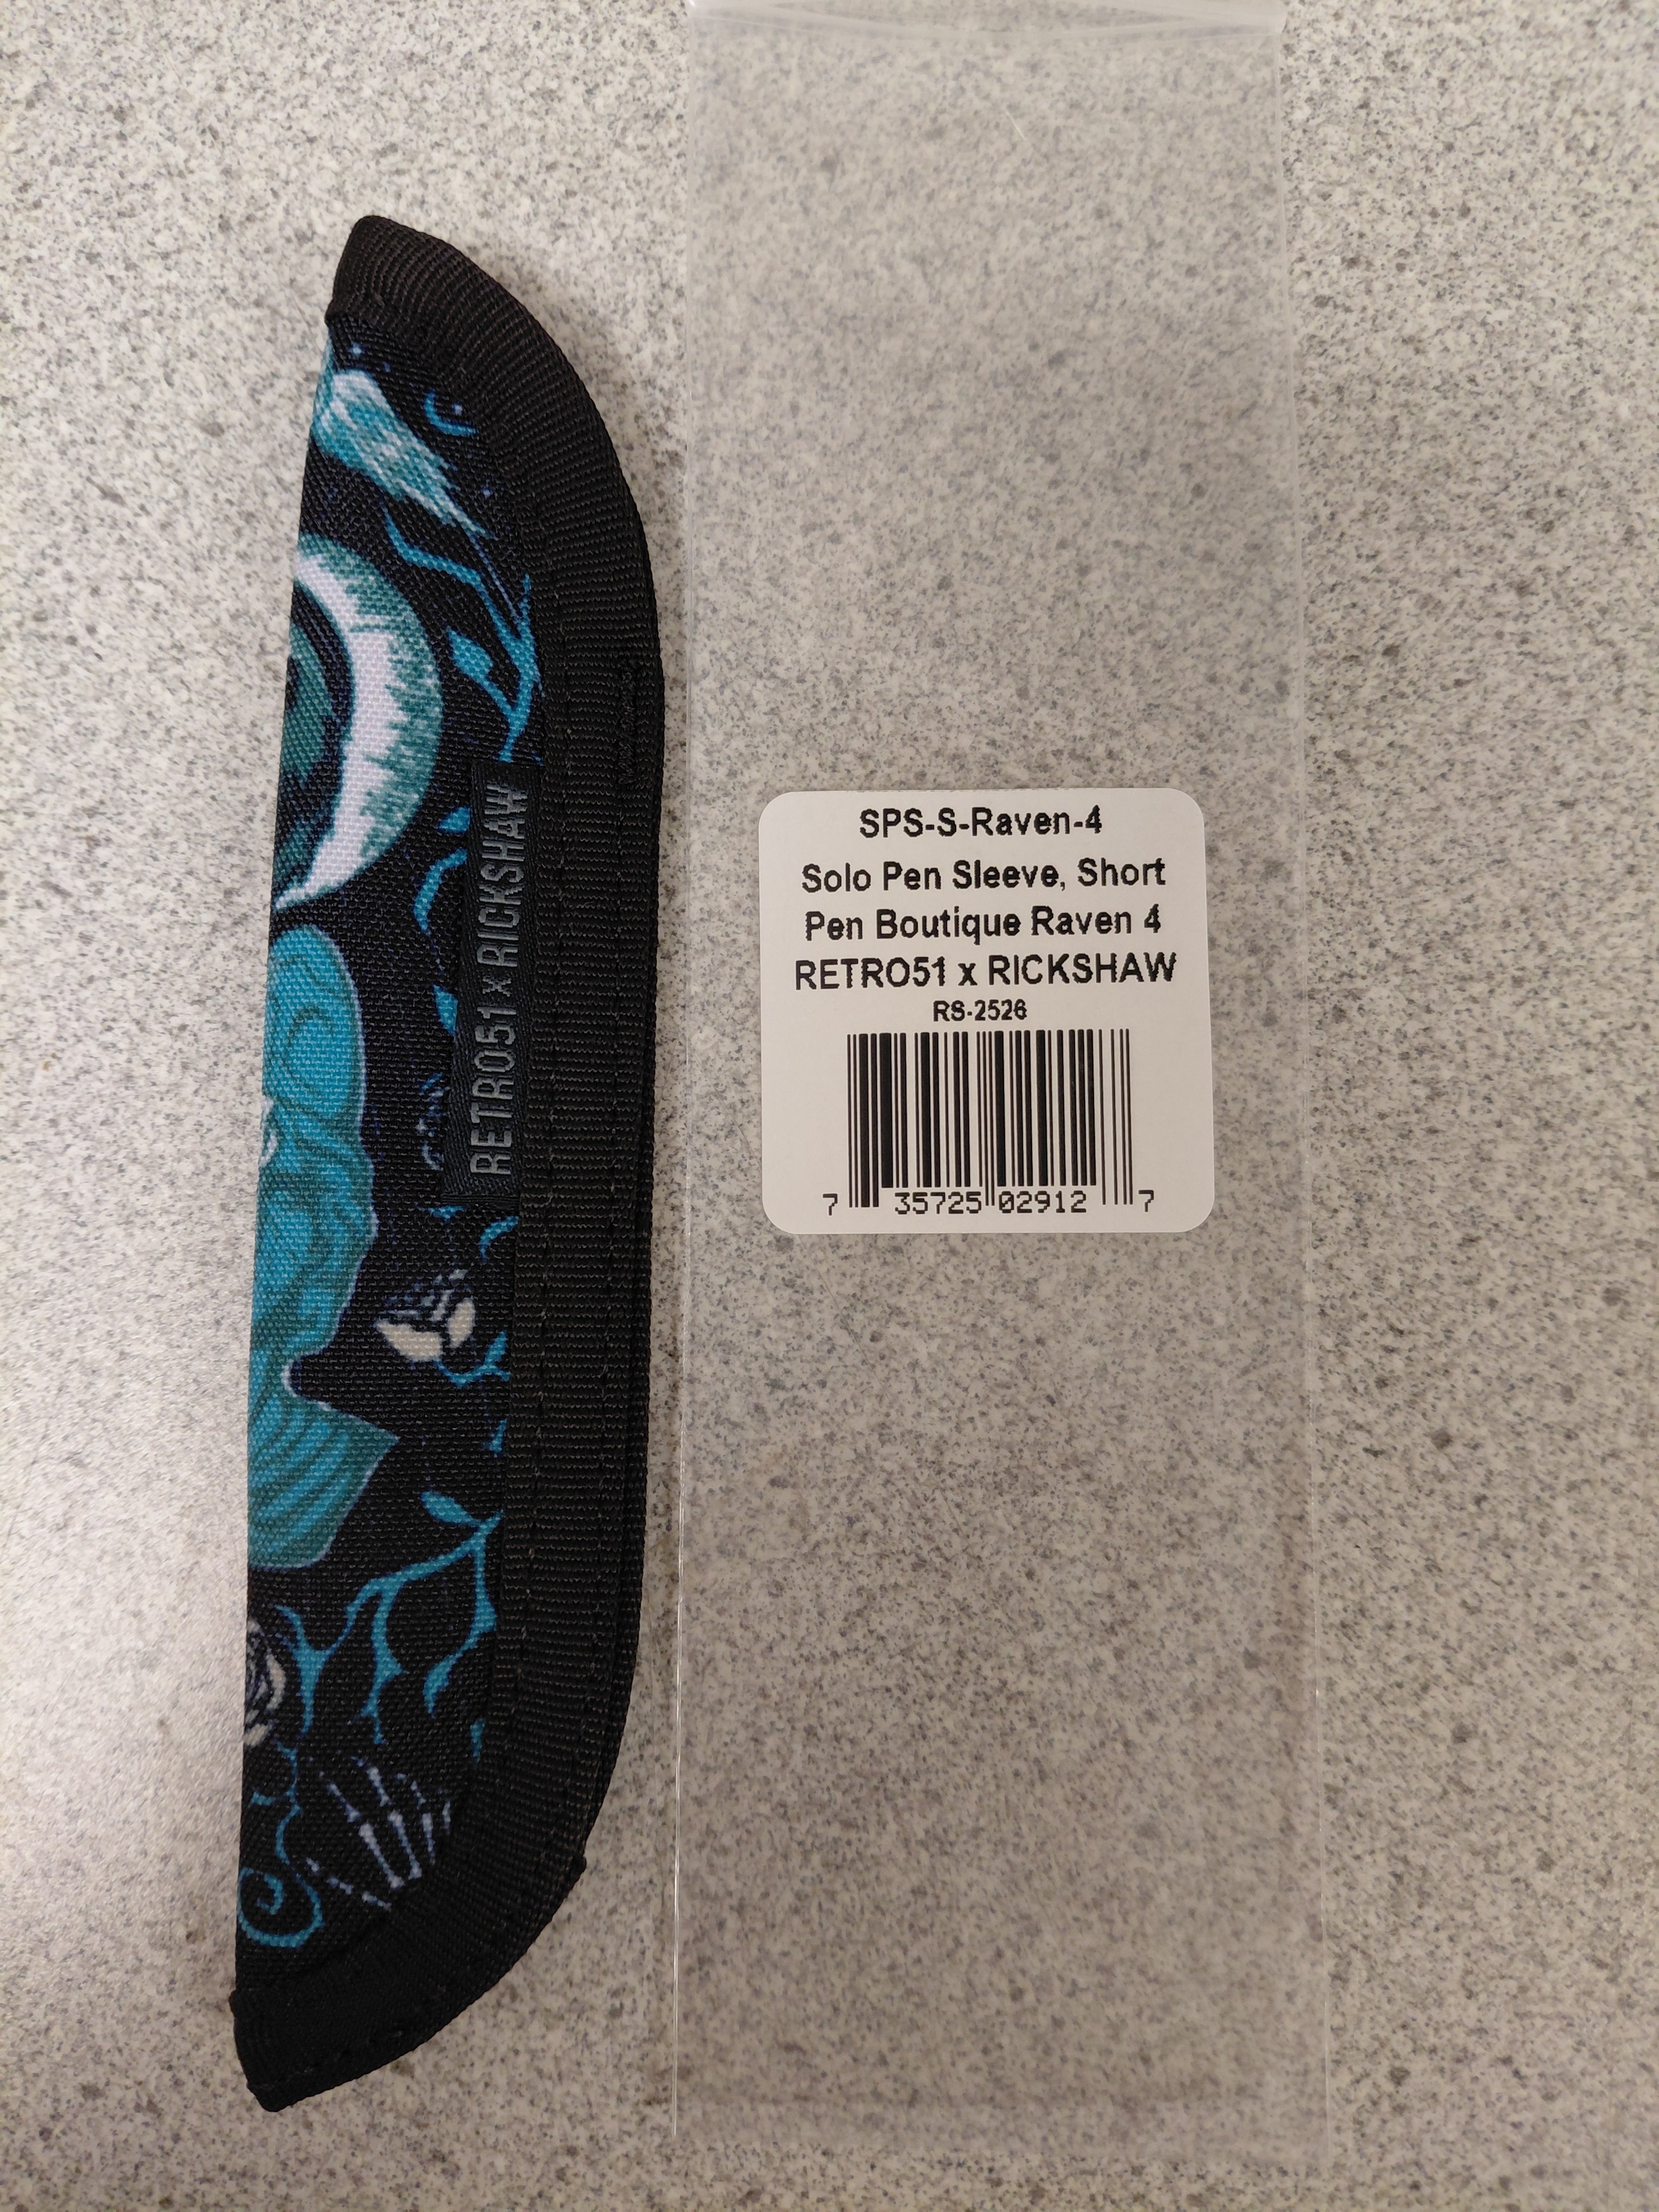 RETRO51 x RICKSHAW
SPS-S-Raven-4
Solo Pen Sleeve, Short
Pen Boutique Raven 4
RETRO51 x RICKSHAW
RS-2526
7 35725 02912 7